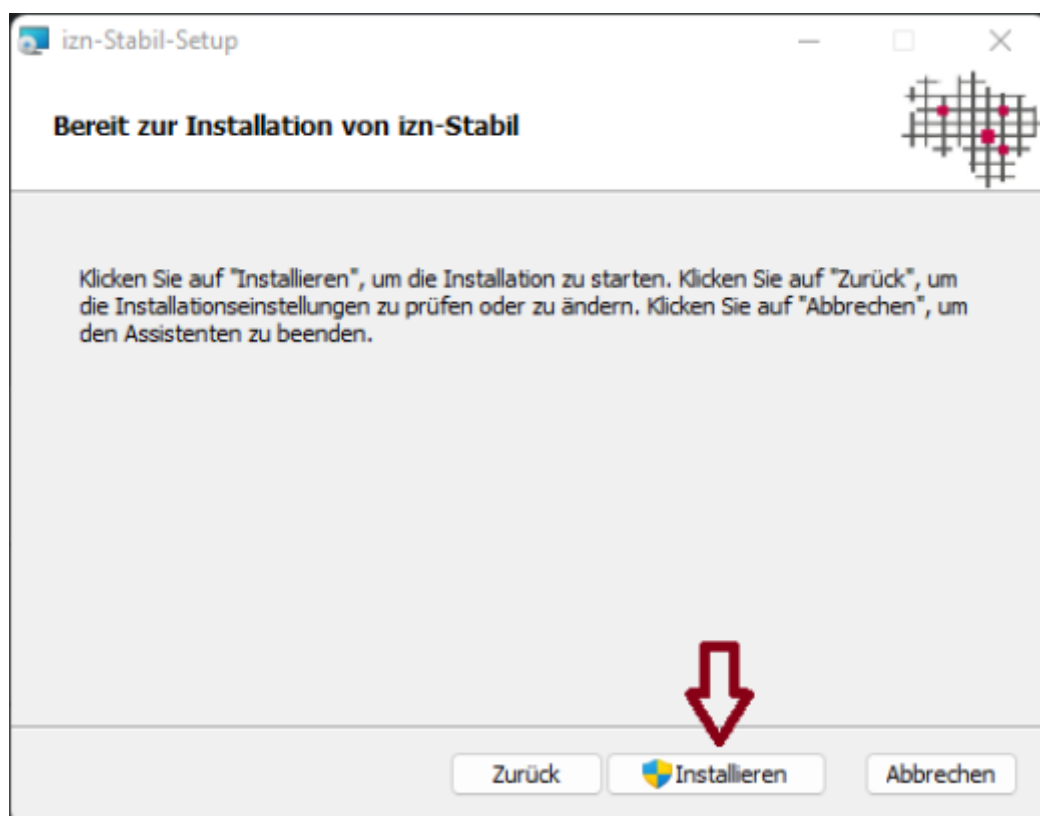 izn-Stabil-Setup
Bereit zur Installation von izn-Stabil
Klicken Sie auf "Installieren", um die Installation zu starten. Klicken Sie auf "Zurück", um
die Installationseinstellungen zu prüfen oder zu ändern. Klicken Sie auf "Abbrechen", um
den Assistenten zu beenden.
Zurück
Installieren
Abbrechen